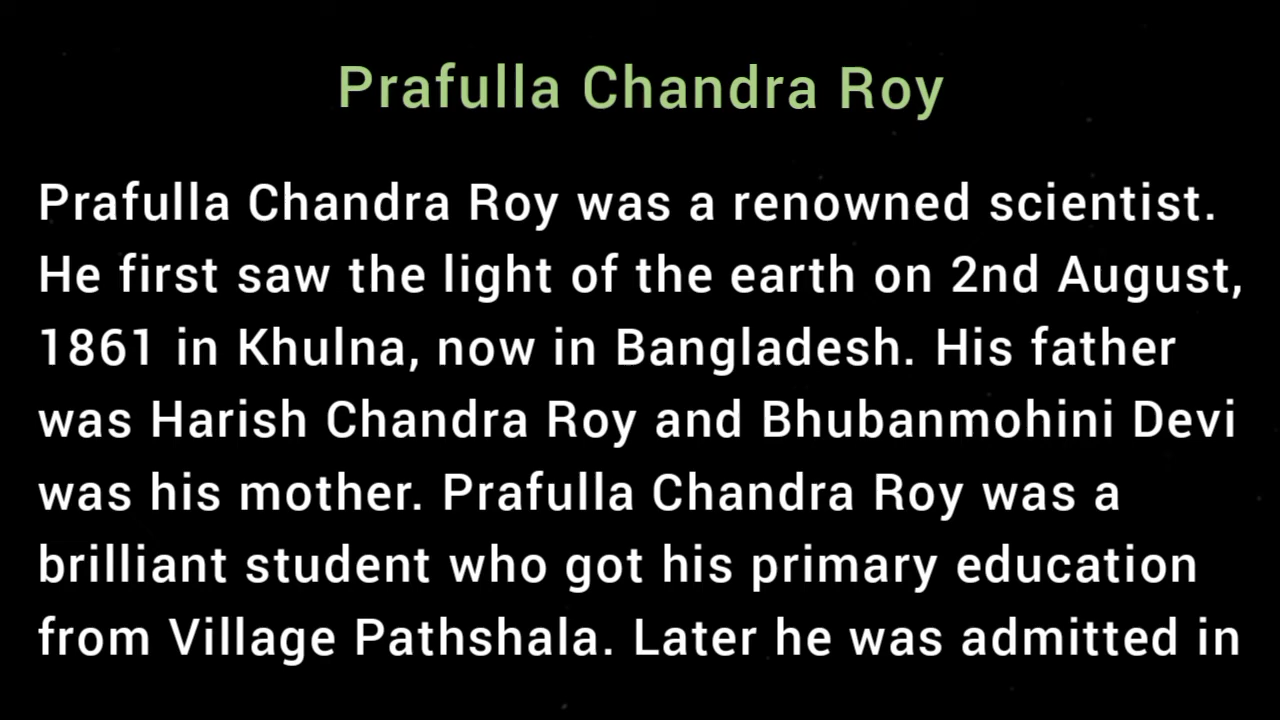 Prafulla Chandra Roy
Prafulla Chandra Roy was a renowned scientist.
He first saw the light of the earth on 2nd August,
1861 in Khulna, now in Bangladesh. His father
was Harish Chandra Roy and Bhubanmohini Devi
was his mother. Prafulla Chandra Roy was a
brilliant student who got his primary education
from Village Pathshala. Later he was admitted in